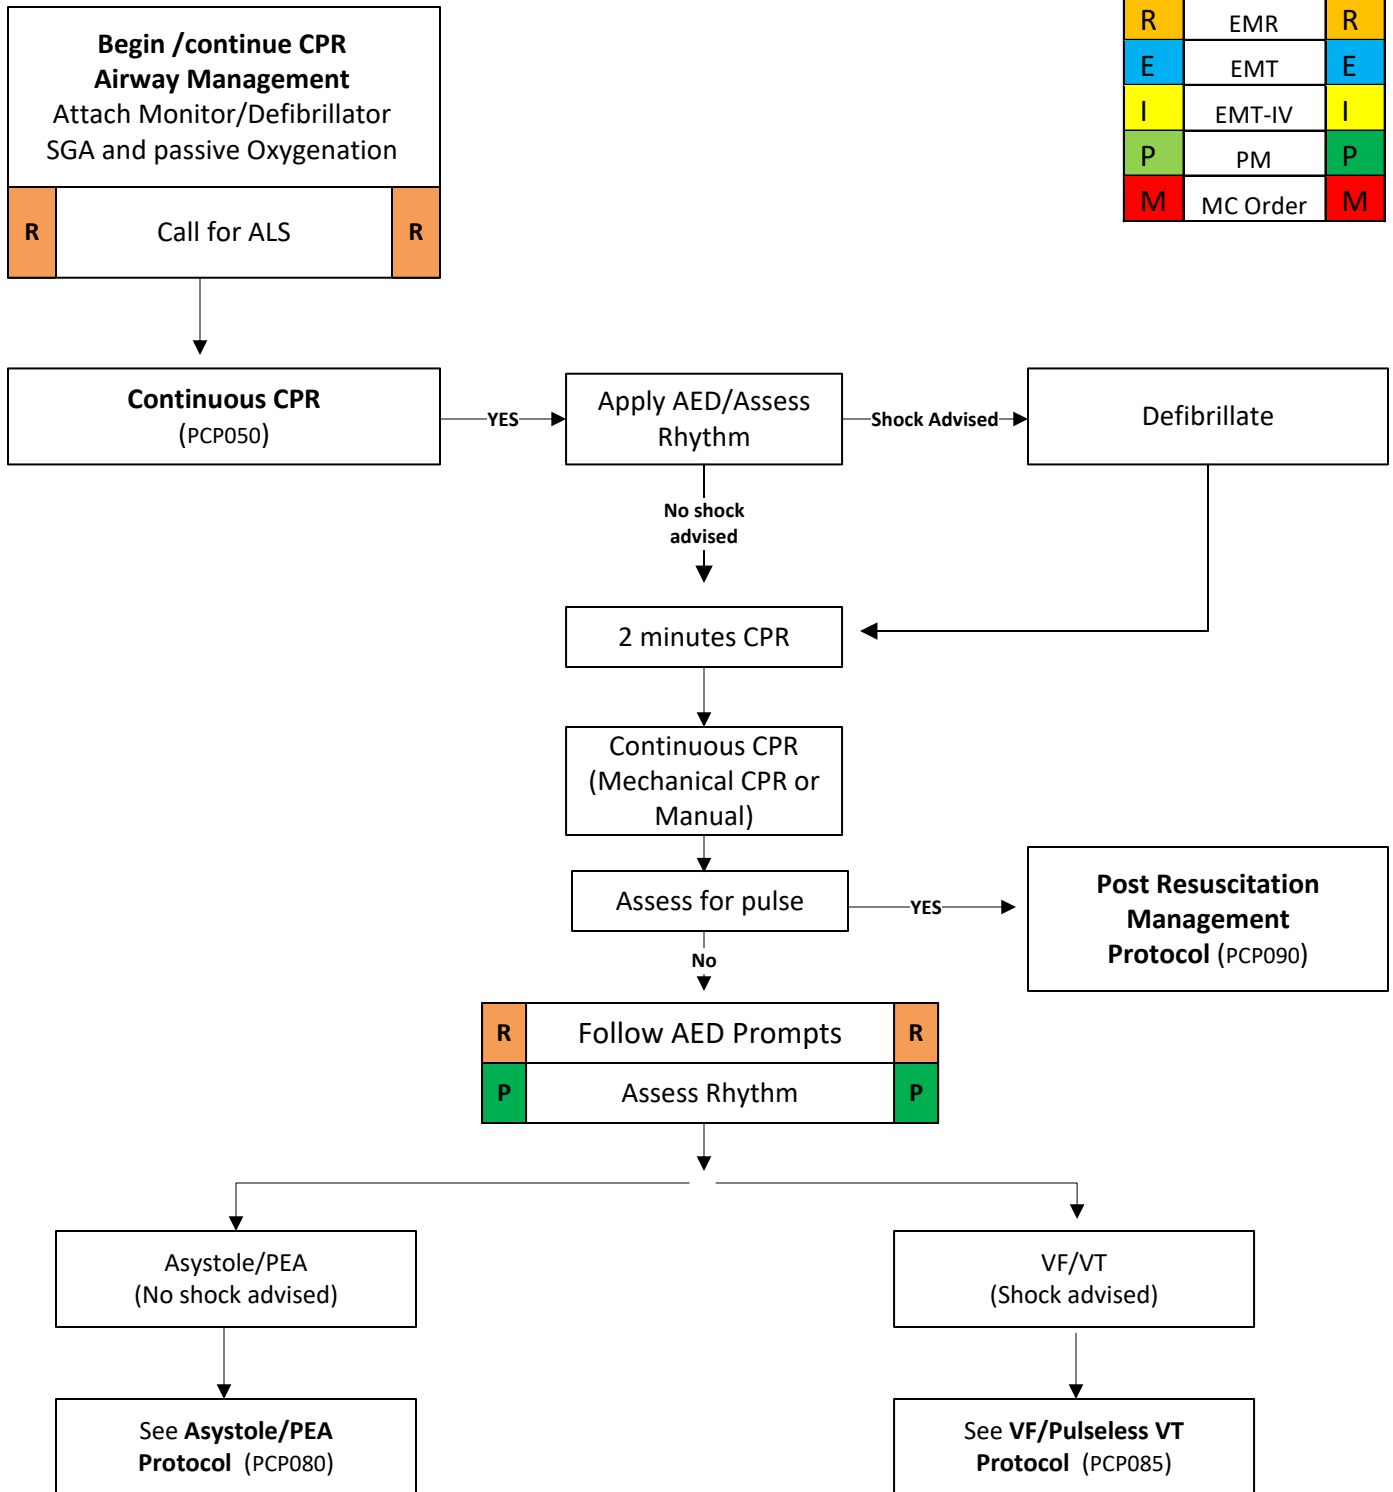 Begin /continue CPR
Airway Management
Attach Monitor/Defibrillator
SGA and passive Oxygenation
R Call for ALS R
R EMR R
E EMT E
I EMT-IV I
P PM P
M MC Order M
Continuous CPR
(PCP050)
YES
Apply AED/Assess
Rhythm
Shock Advised
Defibrillate
No shock
advised
2 minutes CPR
Continuous CPR
(Mechanical CPR or
Manual)
Assess for pulse
YES
Post Resuscitation
Management
Protocol (PCP090)
No
R Follow AED Prompts R
P Assess Rhythm P
Asystole/PEA
(No shock advised)
VF/VT
(Shock advised)
See Asystole/PEA
Protocol (PCP080)
See VF/Pulseless VT
Protocol (PCP085)